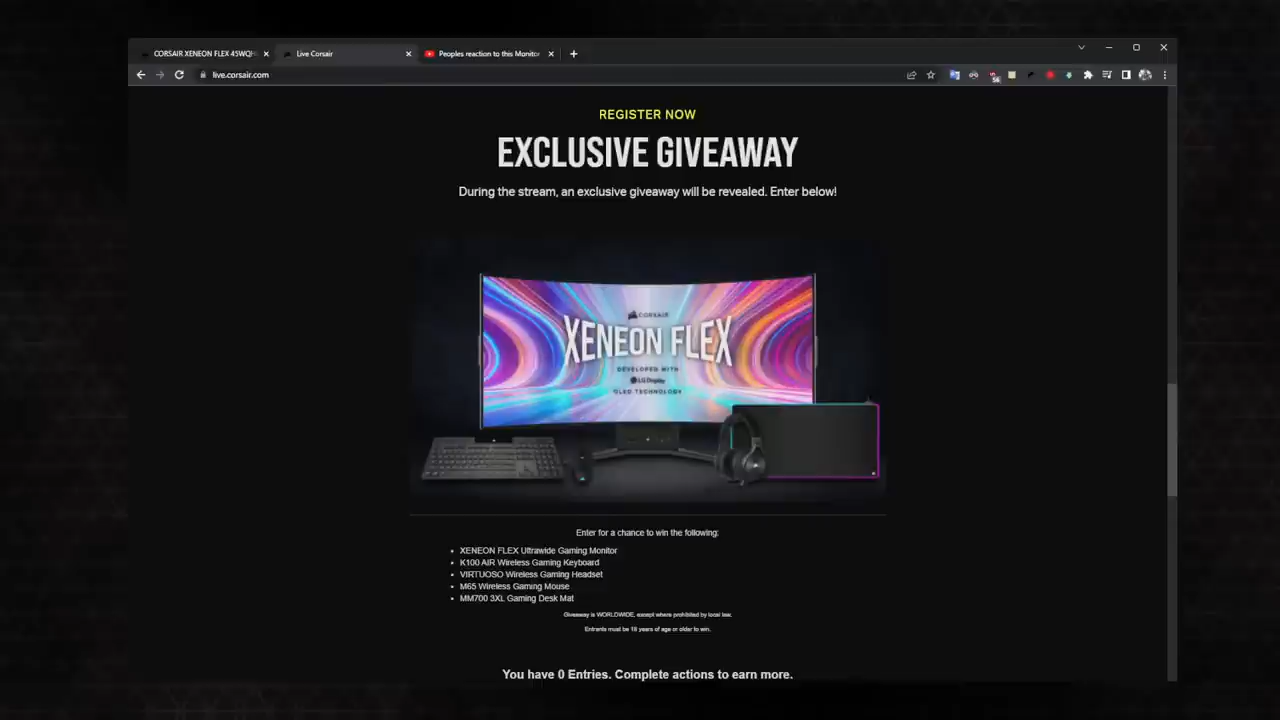 CORSAIR XENEON FLEX 45WQH
Live Corsair
Peoples reaction to this Monitor
live.corsair.com
56
REGISTER NOW
EXCLUSIVE GIVEAWAY
During the stream, an exclusive giveaway will be revealed. Enter below!
CORSAIR
XENEON FLEX
DEVELOPED WITH
LG Display
OLED TECHNOLOGY
Enter for a chance to win the following:
• XENEON FLEX Ultrawide Gaming Monitor
• K100 AIR Wireless Gaming Keyboard
• VIRTUOSO Wireless Gaming Headset
• M65 Wireless Gaming Mouse
• MM700 3XL Gaming Desk Mat
Giveaway is WORLDWIDE, except where prohibited by local law.
Entrants must be 18 years of age or older to win.
You have 0 Entries. Complete actions to earn more.